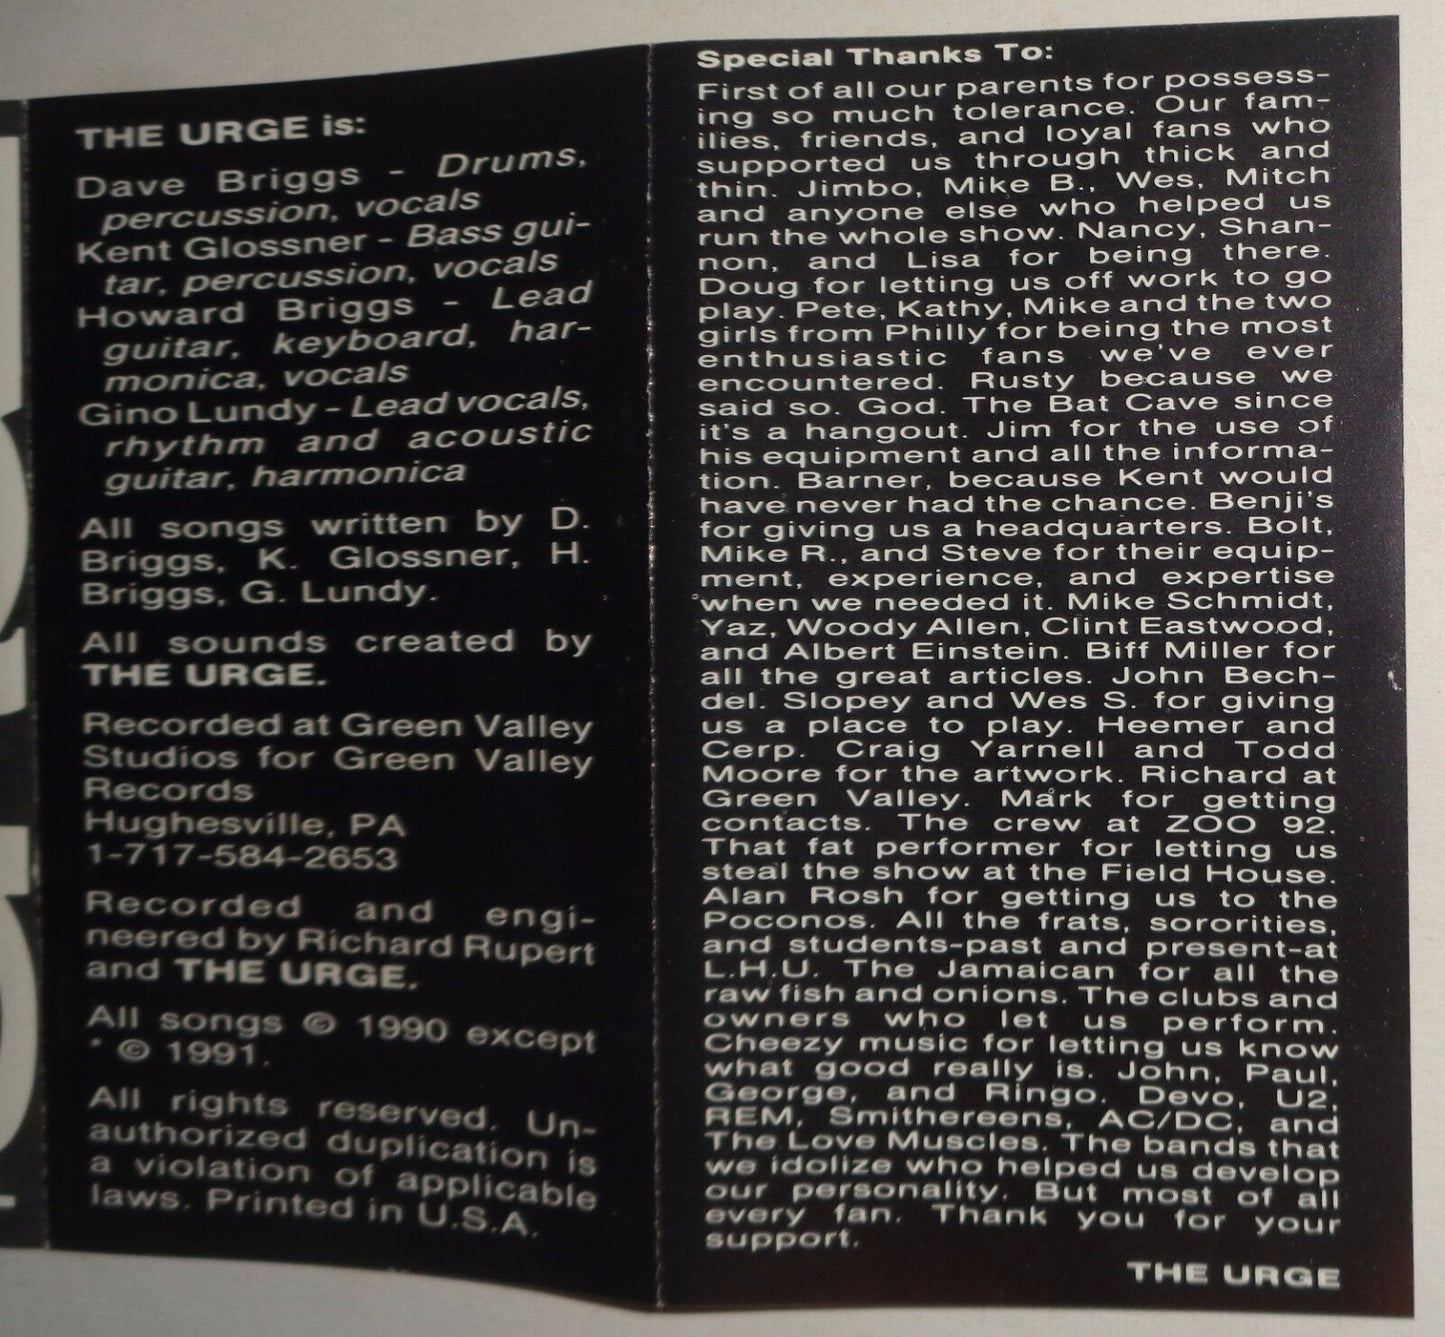 THE URGE is:
Dave Briggs - Drums,
percussion, vocals
Kent Glossner - Bass gui-
tar, percussion, vocals
Howard Briggs - Lead
guitar, keyboard, har-
monica, vocals
Gino Lundy - Lead vocals,
rhythm and acoustic
guitar, harmonica
All songs written by D.
Briggs, K. Glossner, H.
Briggs, G. Lundy.
All sounds created by
THE URGE.
Recorded at Green Valley
Studios for Green Valley
Records
Hughesville, PA
1-717-584-2653
Recorded and engi-
neered by Richard Rupert
and THE URGE.
All songs © 1990 except
* © 1991.
All rights reserved. Un-
authorized duplication is
a violation of applicable
laws. Printed in U.S.A.
Special Thanks To:
First of all our parents for possess-
ing so much tolerance. Our fam-
ilies, friends, and loyal fans who
supported us through thick and
thin. Jimbo, Mike B., Wes, Mitch
and anyone else who helped us
run the whole show. Nancy, Shan-
non, and Lisa for being there.
Doug for letting us off work to go
play. Pete, Kathy, Mike and the two
girls from Philly for being the most
enthusiastic fans we've ever
encountered. Rusty because we
said so. God. The Bat Cave since
it's a hangout. Jim for the use of
his equipment and all the informa-
tion. Barner, because Kent would
have never had the chance. Benji's
for giving us a headquarters. Bolt,
Mike R., and Steve for their equip-
ment, experience, and expertise
when we needed it. Mike Schmidt,
Yaz, Woody Allen, Clint Eastwood,
and Albert Einstein. Biff Miller for
all the great articles. John Bech-
del. Slopey and Wes S. for giving
us a place to play. Heemer and
Cerp. Craig Yarnell and Todd
Moore for the artwork. Richard at
Green Valley. Mark for getting
contacts. The crew at ZOO 92.
That fat performer for letting us
steal the show at the Field House.
Alan Rosh for getting us to the
Poconos. All the frats, sororities,
and students-past and present-at
L.H.U. The Jamaican for all the
raw fish and onions. The clubs and
owners who let us perform.
Cheezy music for letting us know
what good really is. John, Paul,
George, and Ringo. Devo, U2,
REM, Smithereens, AC/DC, and
The Love Muscles. The bands that
we idolize who helped us develop
our personality. But most of all
every fan. Thank you for your
support.
THE URGE